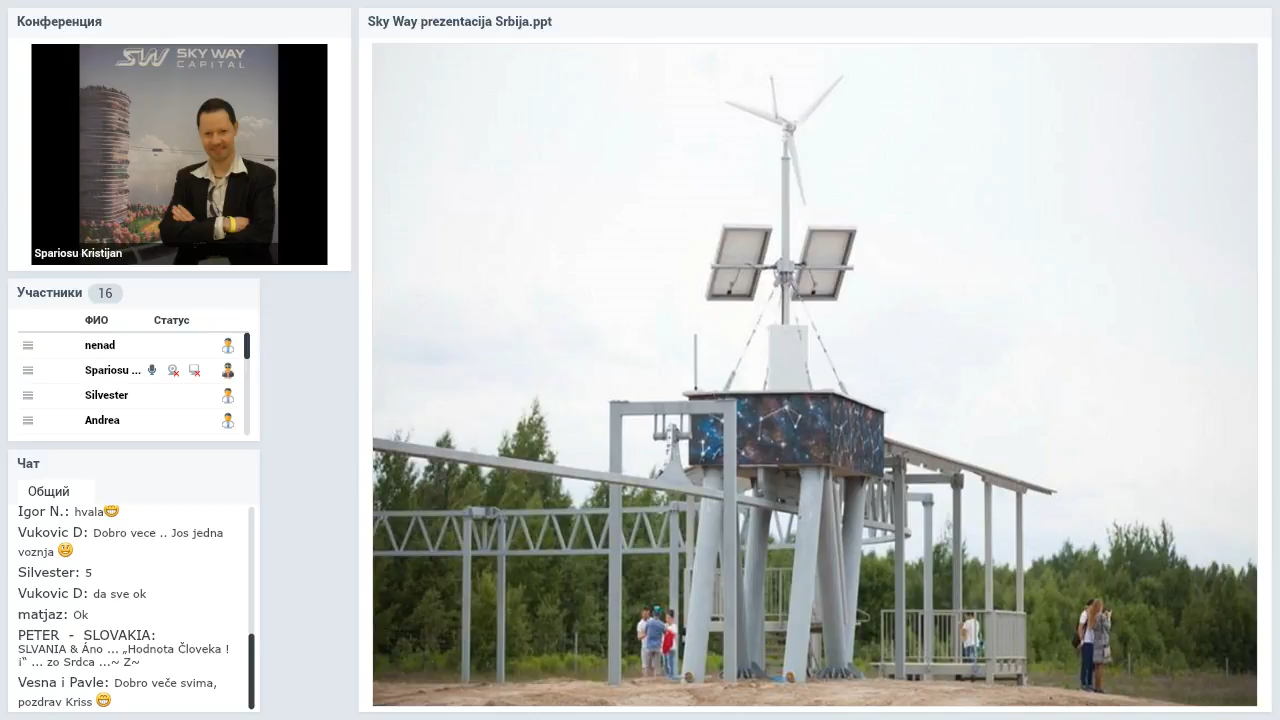 Конференция
SKY WAY
CAPITAL
Spariosu Kristijan
Участники 16
ФИО Статус
nenad
Spariosu ...
Silvester
Andrea
Чат
Общий
Igor N.: hvala
Vukovic D: Dobro vece .. Jos jedna
voznja
Silvester: 5
Vukovic D: da sve ok
matjaz: Ok
PETER - SLOVAKIA:
SLVANIA & Áno ... „Hodnota Človeka !
i“ ... zo Srdca ...~ Z~
Vesna i Pavle: Dobro veče svima,
pozdrav Kriss
Sky Way prezentacija Srbija.ppt